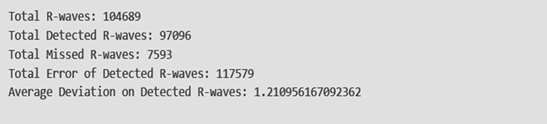 Total R-waves: 104689
Total Detected R-waves: 97096
Total Missed R-waves: 7593
Total Error of Detected R-waves: 117579
Average Deviation on Detected R-waves: 1.210956167092362